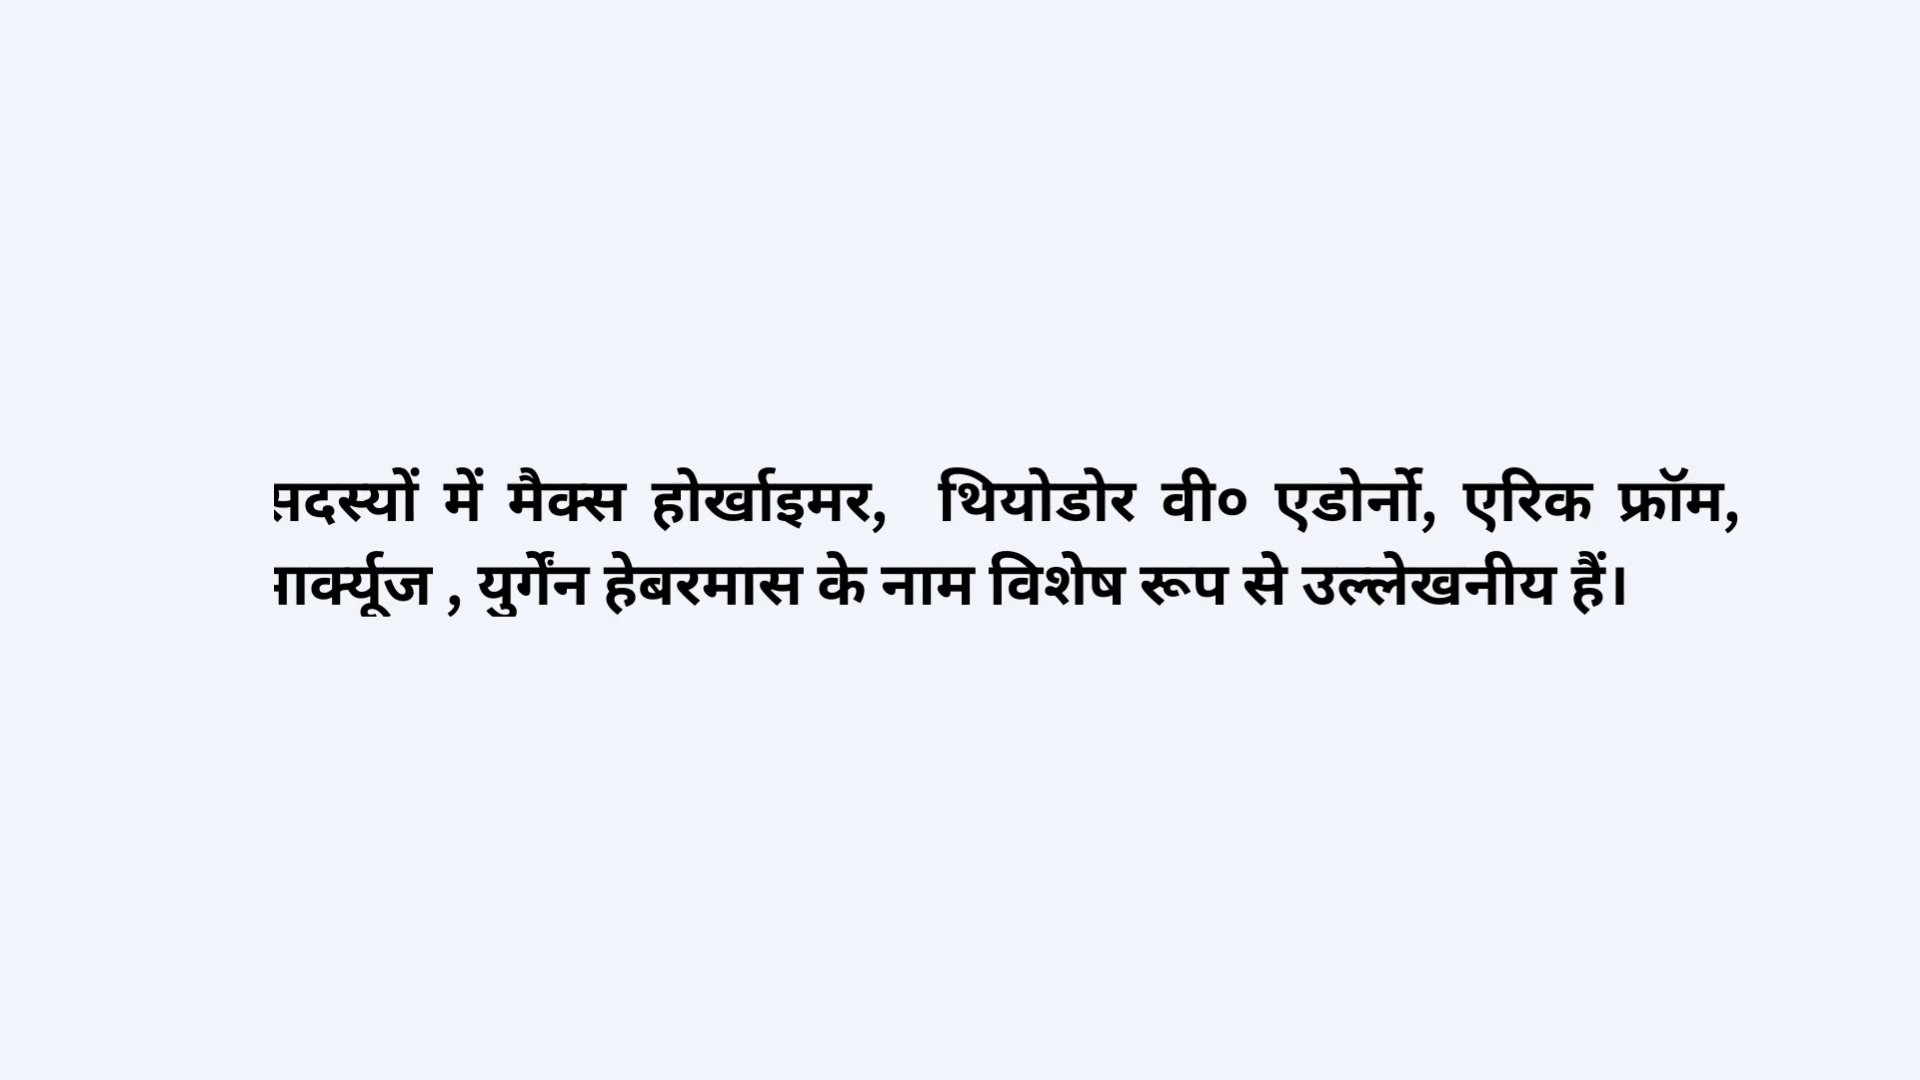 सदस्यों में मैक्स होर्खाइमर, थियोडोर वी० एडोर्नो, एरिक फ्रॉम,
मार्क्यूज , युर्गेन हेबरमास के नाम विशेष रूप से उल्लेखनीय हैं।